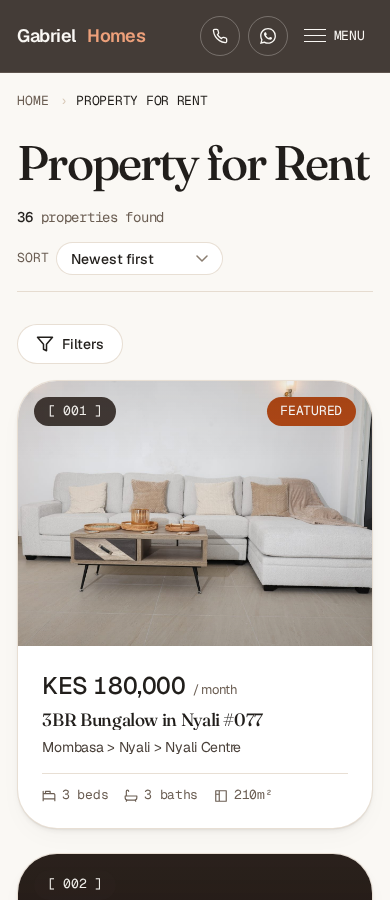 Gabriel Homes
MENU
HOME > PROPERTY FOR RENT
Property for Rent
36 properties found
SORT Newest first
Filters
[ 001 ]
FEATURED
KES 180,000 / month
3BR Bungalow in Nyali #077
Mombasa > Nyali > Nyali Centre
3 beds 3 baths 210m²
[ 002 ]